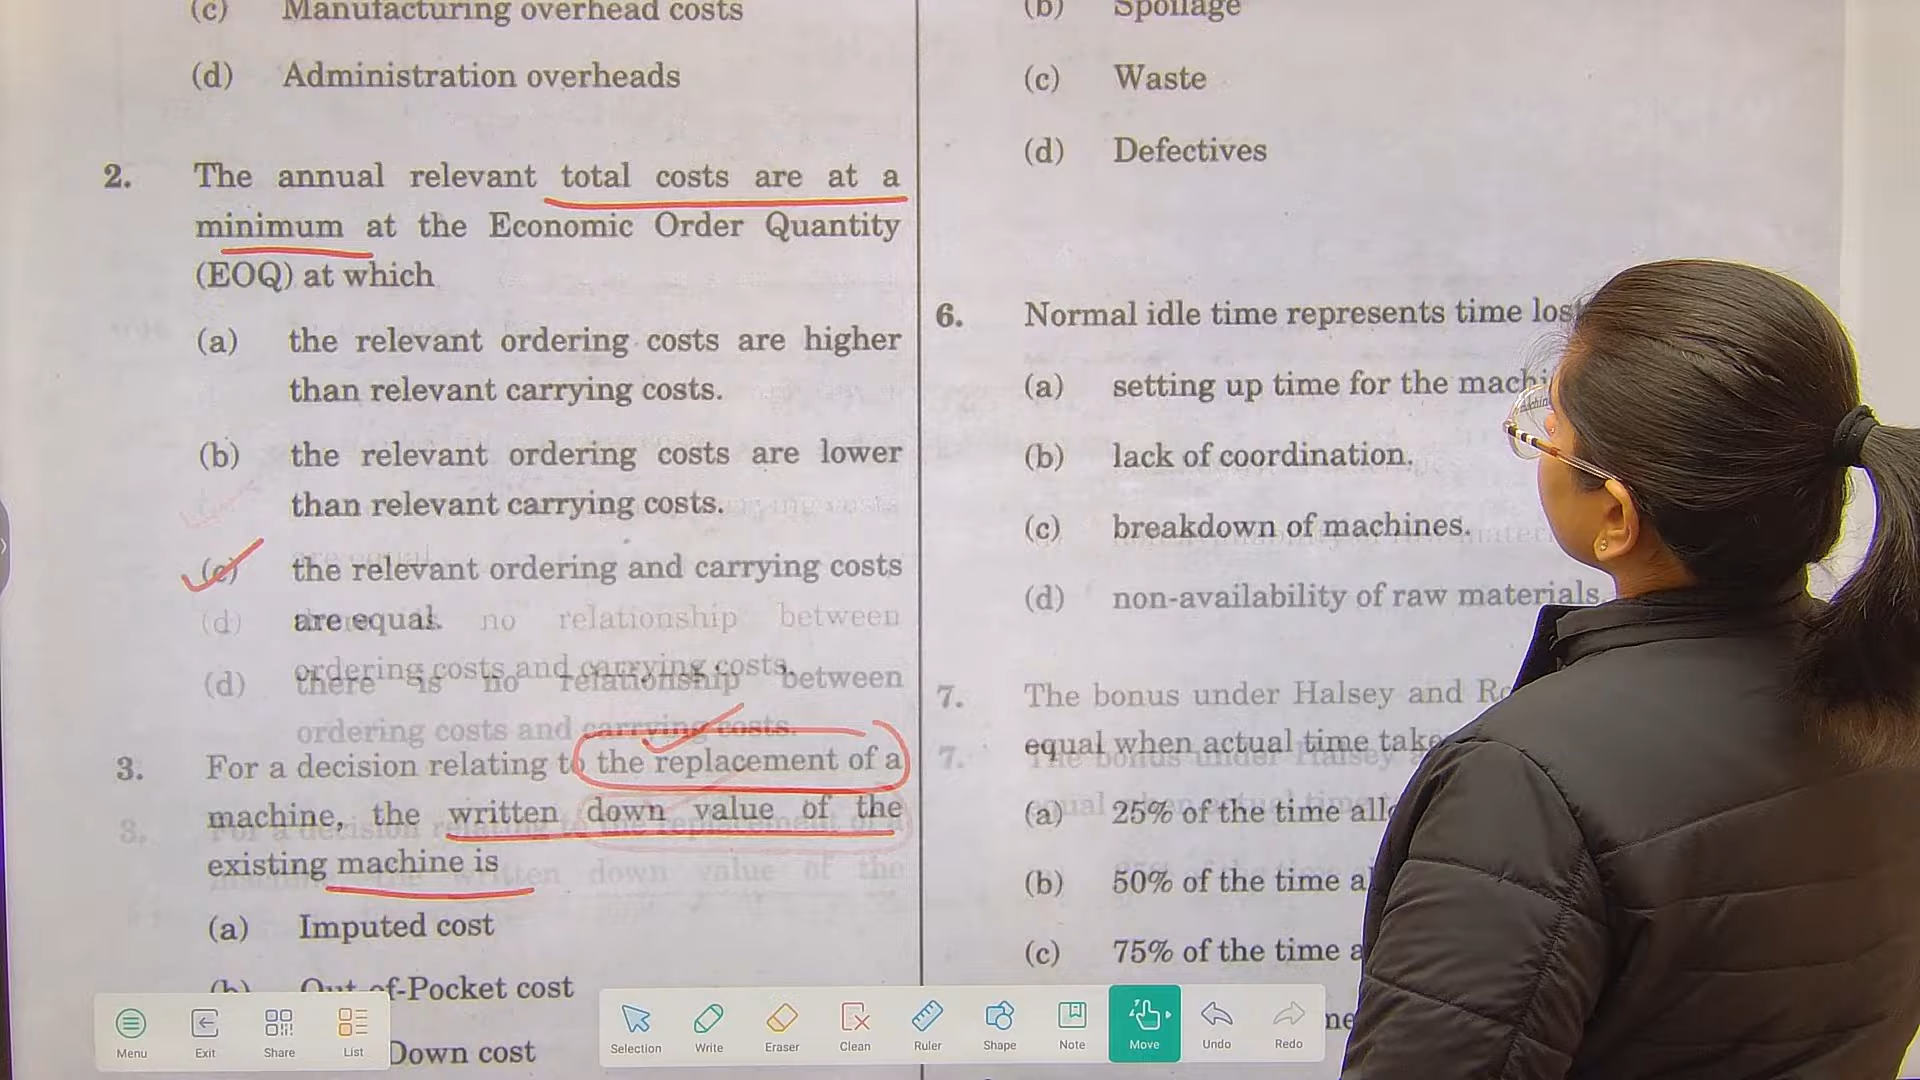 (c) Manufacturing overhead costs
(d) Administration overheads
2. The annual relevant total costs are at a
minimum at the Economic Order Quantity
(EOQ) at which
(a) the relevant ordering costs are higher
than relevant carrying costs.
(b) the relevant ordering costs are lower
than relevant carrying costs.
(c) the relevant ordering and carrying costs
are equal.
(d) there is no relationship between
ordering costs and carrying costs.
3. For a decision relating to the replacement of a
machine, the written down value of the
existing machine is
(a) Imputed cost
(b) Out-of-Pocket cost
Down cost
(b) Spoilage
(c) Waste
(d) Defectives
6. Normal idle time represents time
(a) setting up time for the
(b) lack of coordination.
(c) breakdown of machines.
(d) non-availability of raw materials.
7. The bonus under Halsey and
equal when actual time
(a) 25% of the time
(b) 50% of the time
(c) 75% of the time
Menu
Exit
Share
List
Selection
Write
Eraser
Clean
Ruler
Shape
Note
Move
Undo
Redo